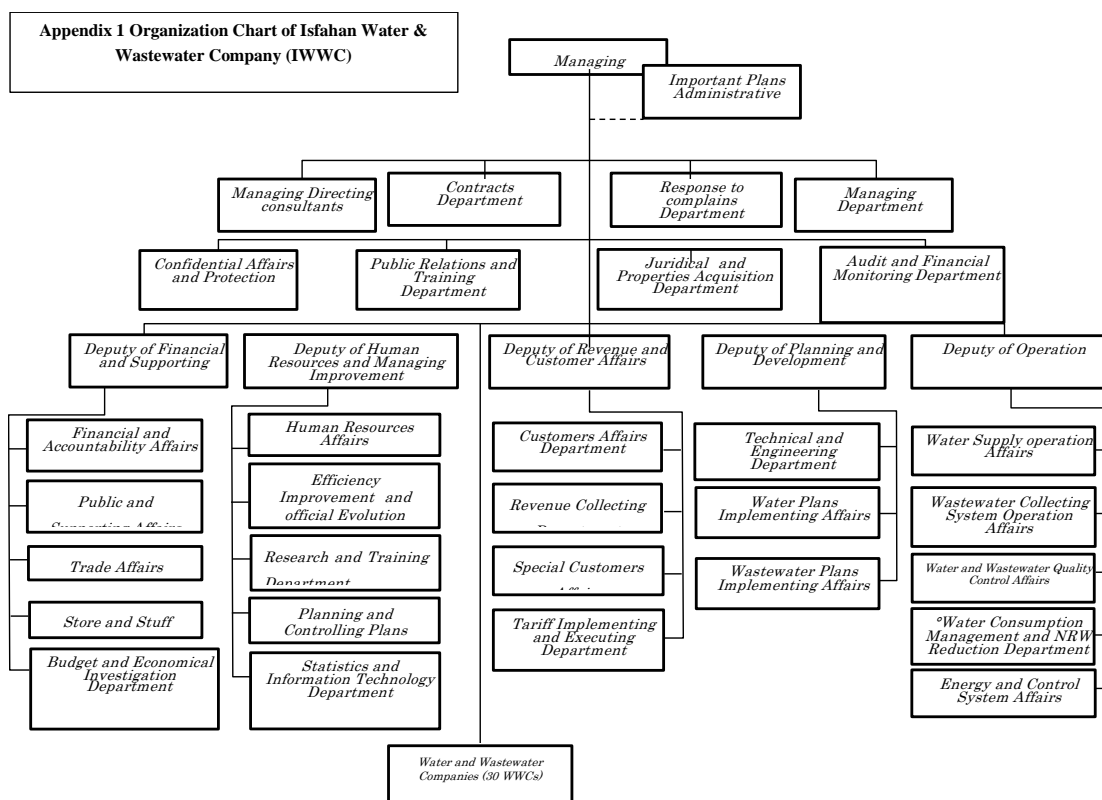 Appendix 1 Organization Chart of Isfahan Water &
Wastewater Company (IWWC)
Managing
Important Plans
Administrative
Managing Directing
consultants
Contracts
Department
Response to
complains
Department
Managing
Department
Confidential Affairs
and Protection
Public Relations and
Training
Department
Juridical and
Properties Acquisition
Department
Audit and Financial
Monitoring Department
Deputy of Financial
and Supporting
Deputy of Human
Resources and Managing
Improvement
Deputy of Revenue and
Customer Affairs
Deputy of Planning and
Development
Deputy of Operation
Financial and
Accountability Affairs
Public and
Supporting Affairs
Trade Affairs
Store and Stuff
Budget and Economical
Investigation
Department
Human Resources
Affairs
Efficiency
Improvement and
official Evolution
Research and Training
Department
Planning and
Controlling Plans
Statistics and
Information Technology
Department
Customers Affairs
Department
Revenue Collecting
Special Customers
Tariff Implementing
and Executing
Department
Technical and
Engineering
Department
Water Plans
Implementing Affairs
Wastewater Plans
Implementing Affairs
Water Supply operation
Affairs
Wastewater Collecting
System Operation
Affairs
Water and Wastewater Quality
Control Affairs
°Water Consumption
Management and NRW
Reduction Department
Energy and Control
System Affairs
Water and Wastewater
Companies (30 WWCs)